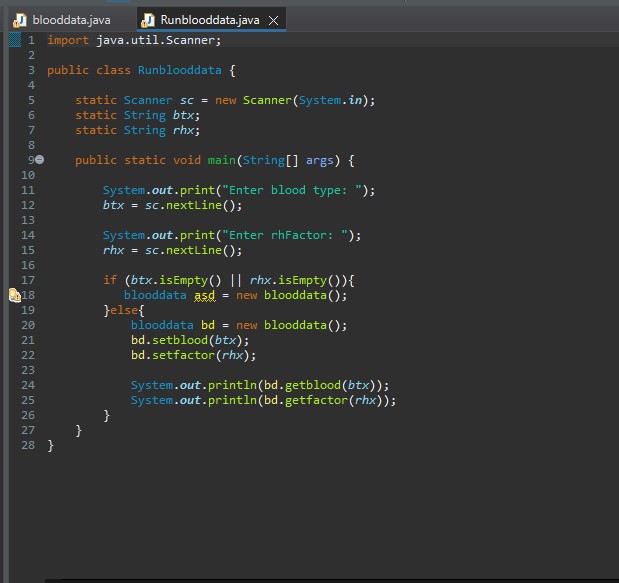 blooddata.java
Runblooddata.java
1 import java.util.Scanner;
2
3 public class Runblooddata {
4
5 static Scanner sc = new Scanner(System.in);
6 static String btx;
7 static String rhx;
8
9 public static void main(String[] args) {
10
11 System.out.print("Enter blood type: ");
12 btx = sc.nextLine();
13
14 System.out.print("Enter rhFactor: ");
15 rhx = sc.nextLine();
16
17 if (btx.isEmpty() || rhx.isEmpty()){
18 blooddata asd = new blooddata();
19 }else{
20 blooddata bd = new blooddata();
21 bd.setblood(btx);
22 bd.setfactor(rhx);
23
24 System.out.println(bd.getblood(btx));
25 System.out.println(bd.getfactor(rhx));
26 }
27 }
28 }